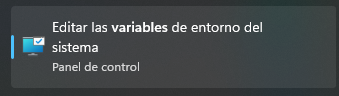 Editar las variables de entorno del
sistema
Panel de control